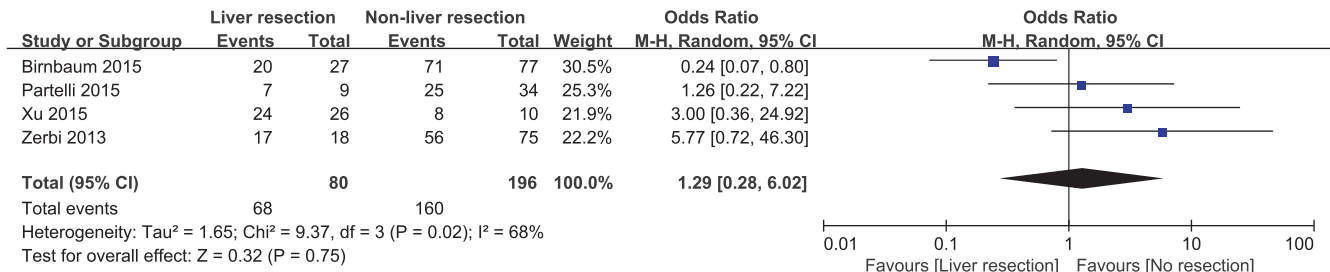 Liver resection Non-liver resection Odds Ratio Odds Ratio
Study or Subgroup Events Total Events Total Weight M-H, Random, 95% CI M-H, Random, 95% CI
Birnbaum 2015 20 27 71 77 30.5% 0.24 [0.07, 0.80]
Partelli 2015 7 9 25 34 25.3% 1.26 [0.22, 7.22]
Xu 2015 24 26 8 10 21.9% 3.00 [0.36, 24.92]
Zerbi 2013 17 18 56 75 22.2% 5.77 [0.72, 46.30]
Total (95% CI) 80 196 100.0% 1.29 [0.28, 6.02]
Total events 68 160
Heterogeneity: Tau² = 1.65; Chi² = 9.37, df = 3 (P = 0.02); I² = 68%
Test for overall effect: Z = 0.32 (P = 0.75)
0.01 0.1 1 10 100
Favours [Liver resection] Favours [No resection]